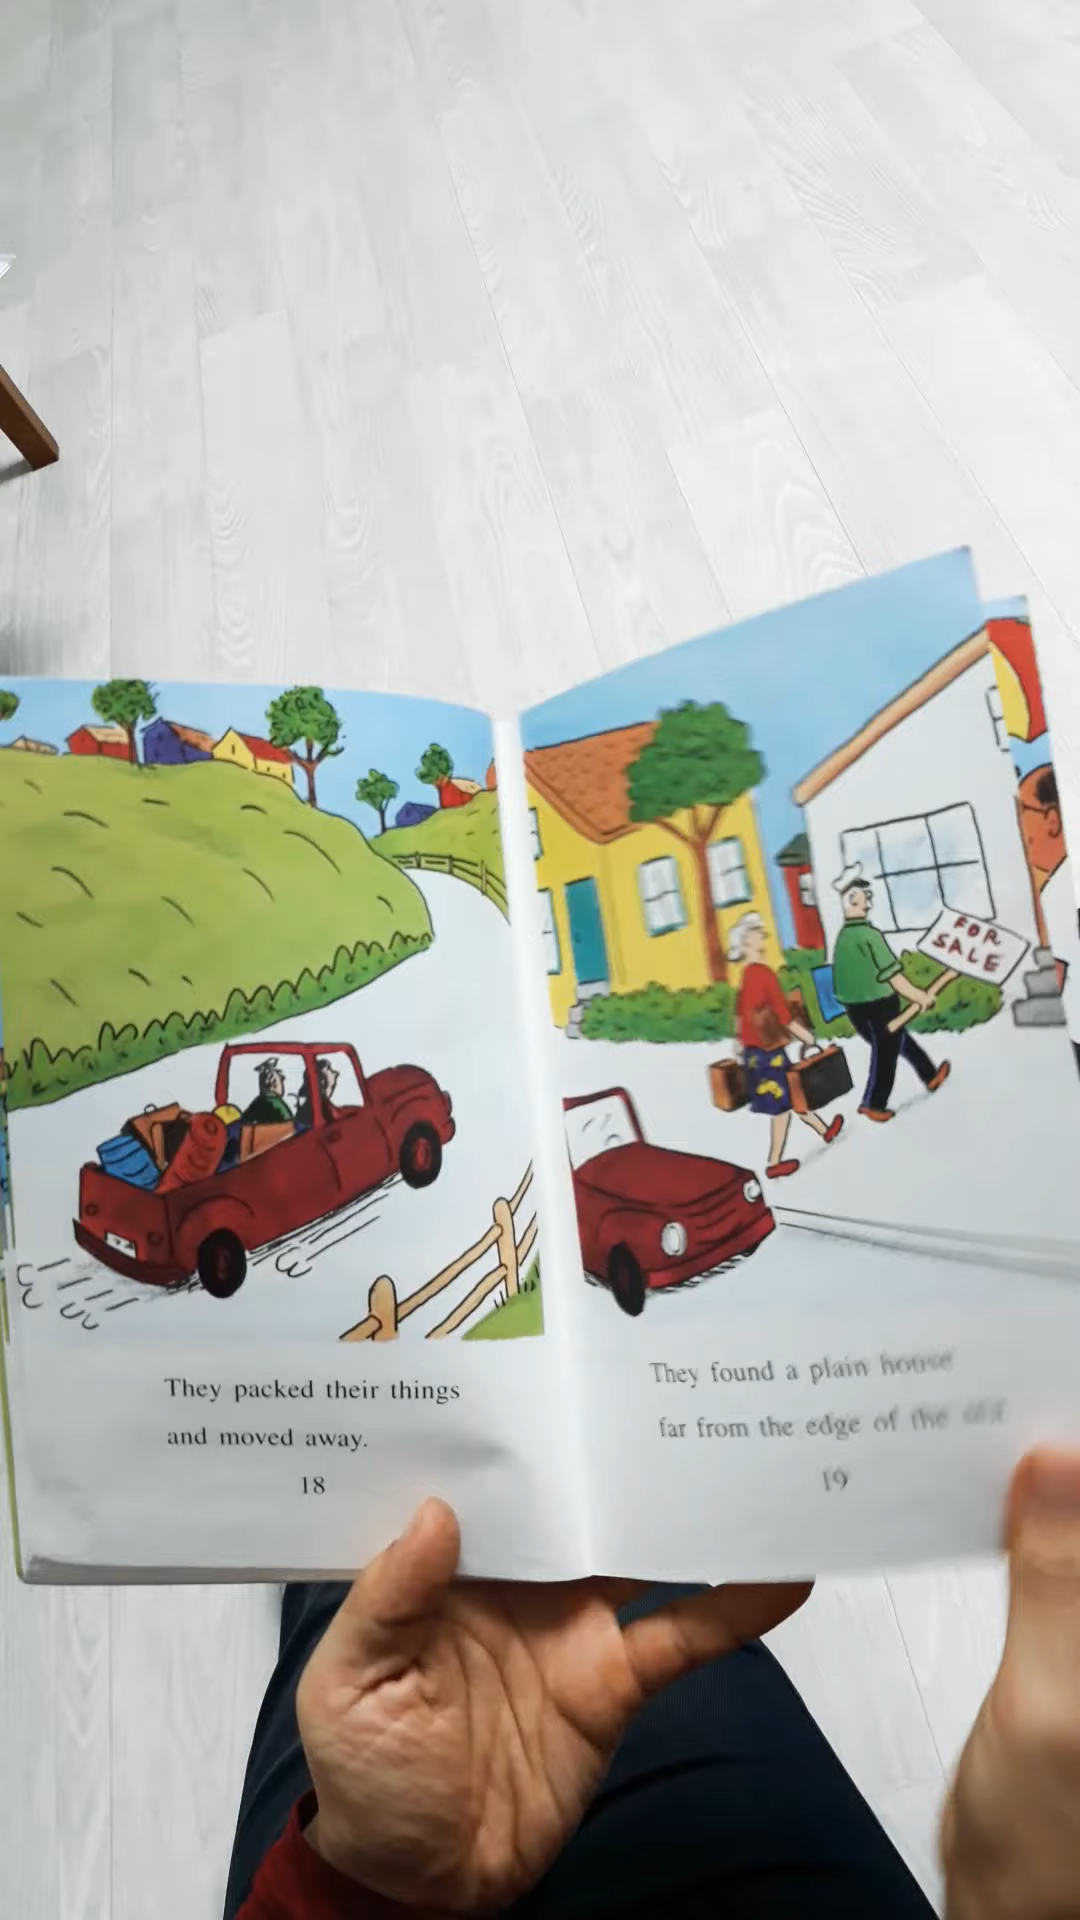 They packed their things
and moved away.
18
FOR
SALE
They found a plain house
far from the edge of the
19